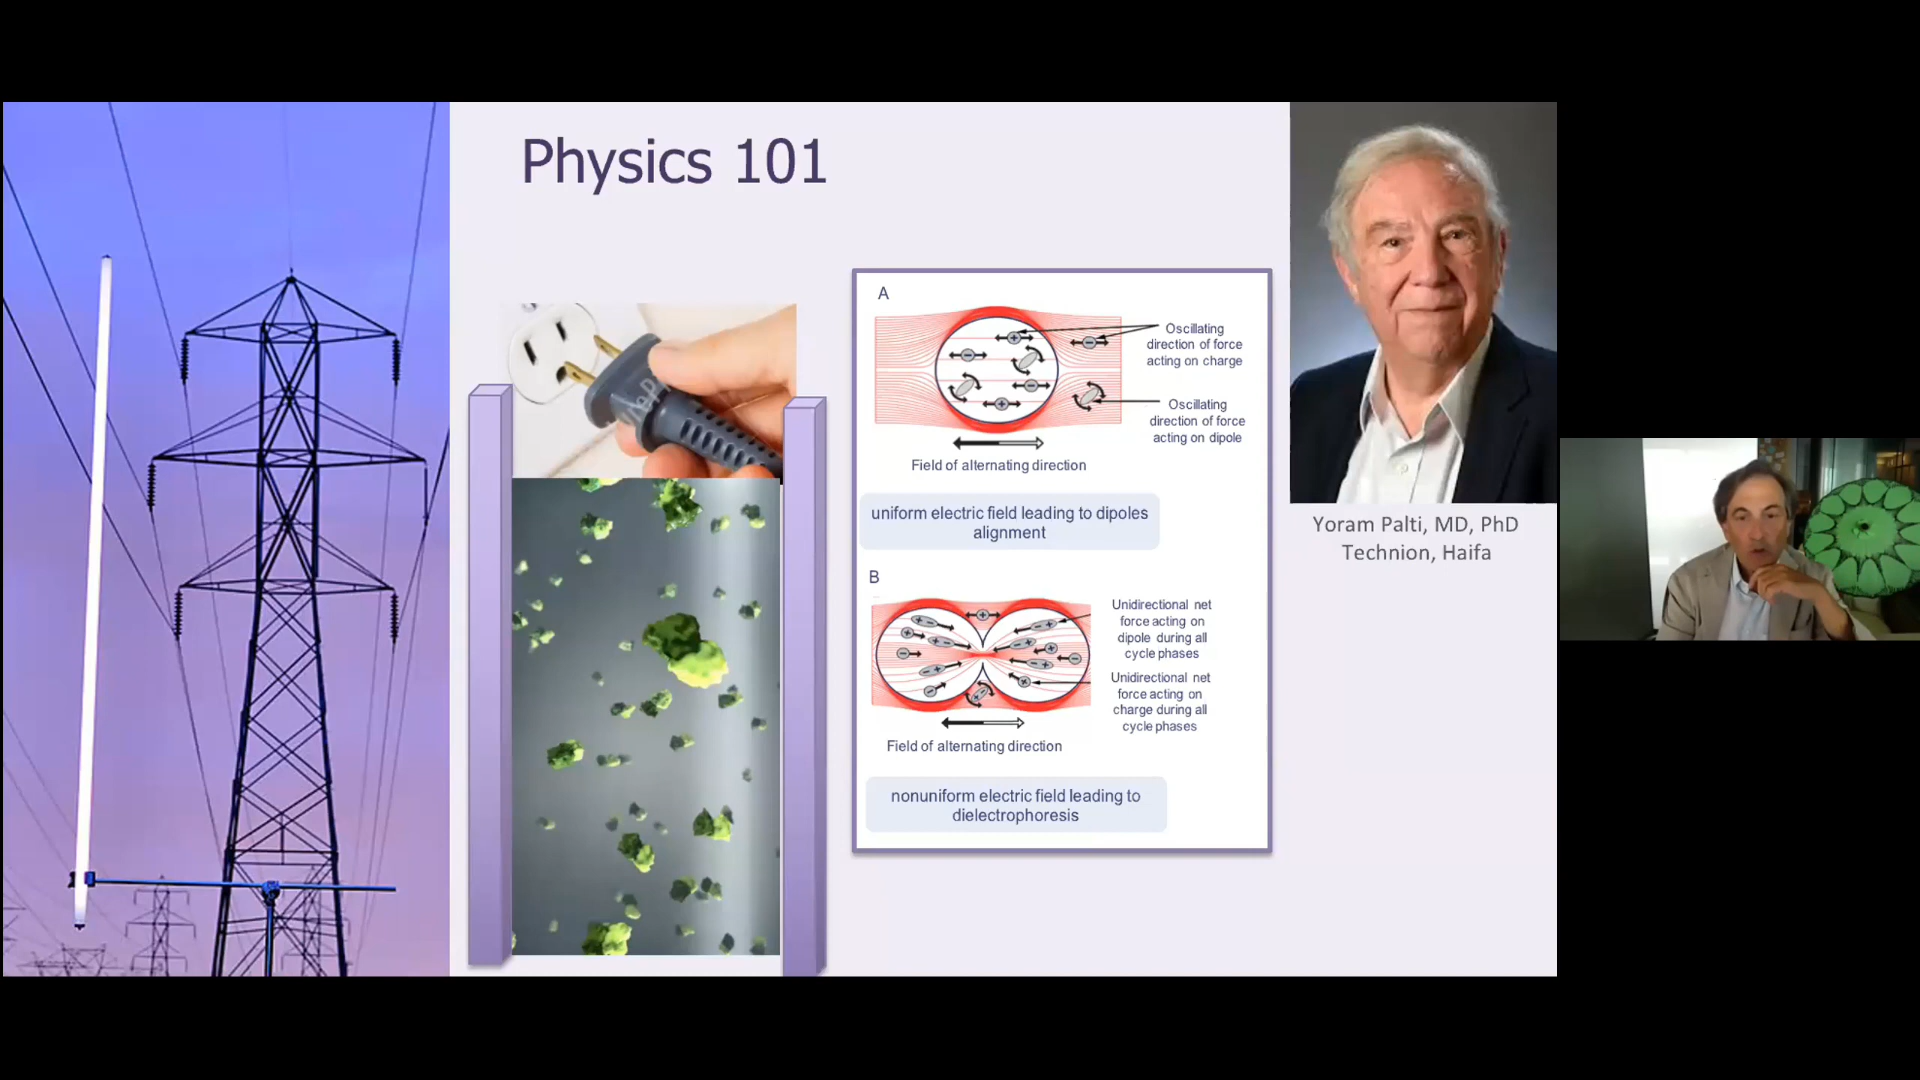 Physics 101
A
Oscillating
direction of force
acting on charge
Oscillating
direction of force
acting on dipole
Field of alternating direction
uniform electric field leading to dipoles
alignment
B
Unidirectional net
force acting on
dipole during all
cycle phases
Unidirectional net
force acting on
charge during all
cycle phases
Field of alternating direction
nonuniform electric field leading to
dielectrophoresis
Yoram Palti, MD, PhD
Technion, Haifa